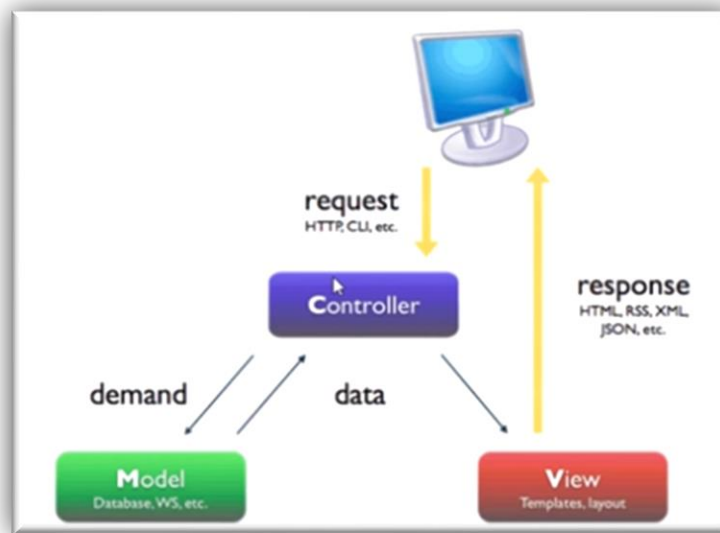 request
HTTP, CLI, etc.
Controller
response
HTML, RSS, XML,
JSON, etc.
demand
data
Model
Database, WS, etc.
View
Templates, layout